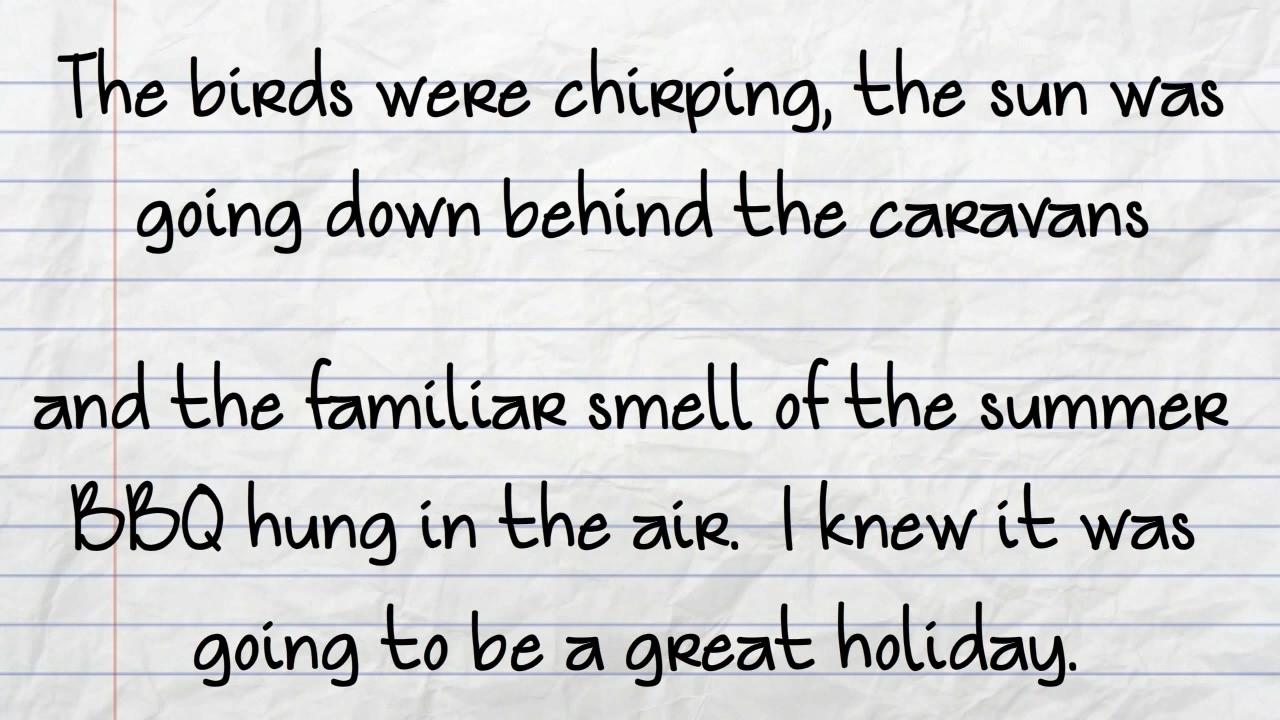 The birds were chirping, the sun was
going down behind the caravans
and the familiar smell of the summer
BBQ hung in the air.  I knew it was
going to be a great holiday.